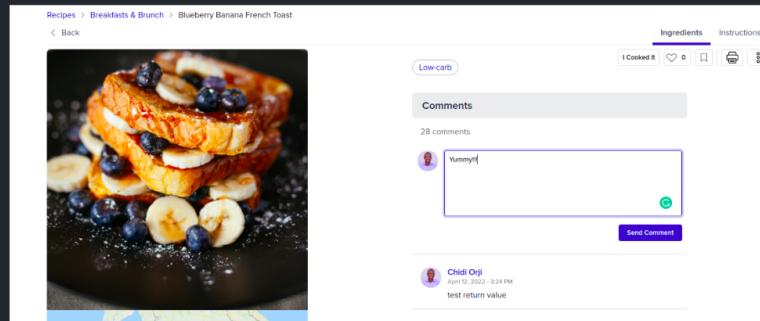 Recipes > Breakfasts & Brunch > Blueberry Banana French Toast
< Back
Ingredients Instructions
I Cooked It 0
Low-carb
Comments
28 comments
Yummy!!!
Send Comment
Chidi Orji
April 12, 2022 - 3:24 PM
test return value